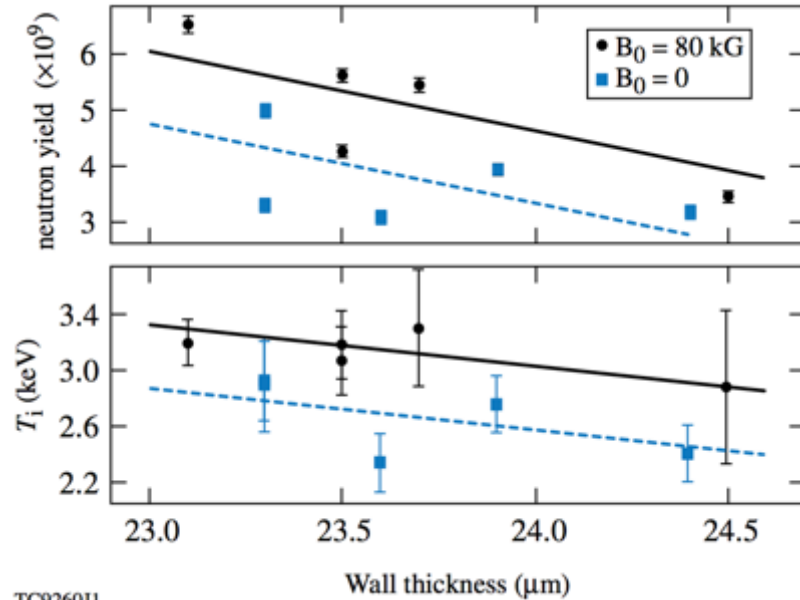 neutron yield (×10⁹)
6
5
4
3
B₀ = 80 kG
B₀ = 0
Tᵢ (keV)
3.4
3.0
2.6
2.2
23.0 23.5 24.0 24.5
Wall thickness (μm)